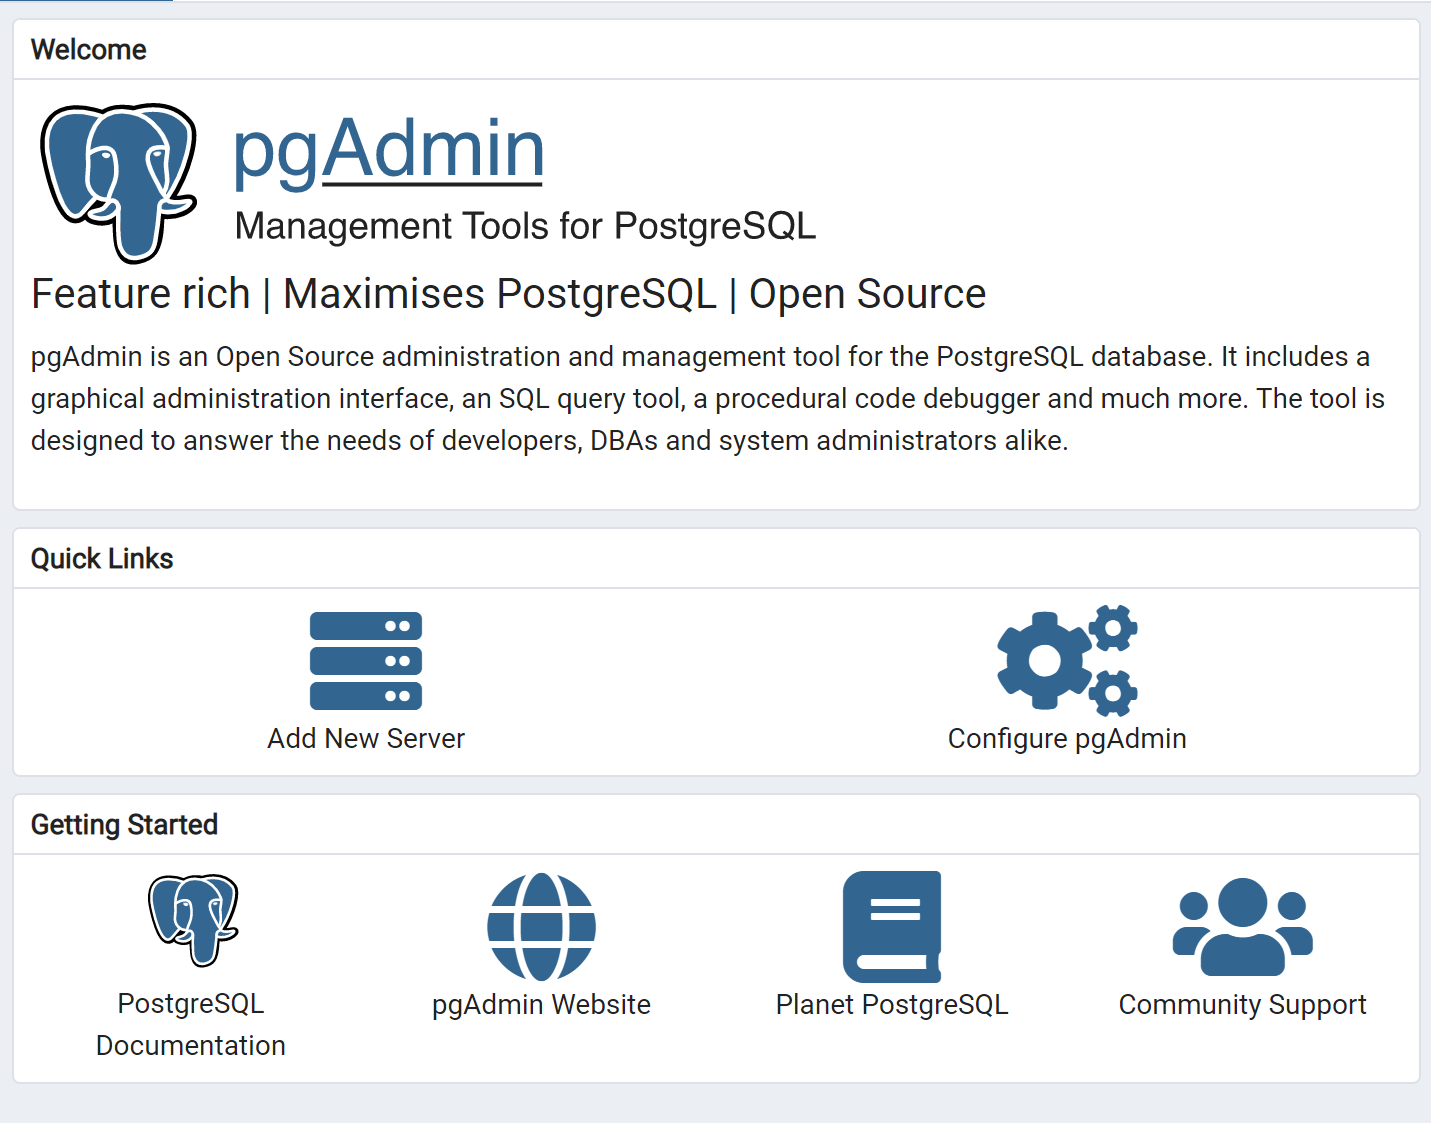 Welcome
pgAdmin
Management Tools for PostgreSQL
Feature rich | Maximises PostgreSQL | Open Source
pgAdmin is an Open Source administration and management tool for the PostgreSQL database. It includes a
graphical administration interface, an SQL query tool, a procedural code debugger and much more. The tool is
designed to answer the needs of developers, DBAs and system administrators alike.
Quick Links
Add New Server
Configure pgAdmin
Getting Started
PostgreSQL
Documentation
pgAdmin Website
Planet PostgreSQL
Community Support